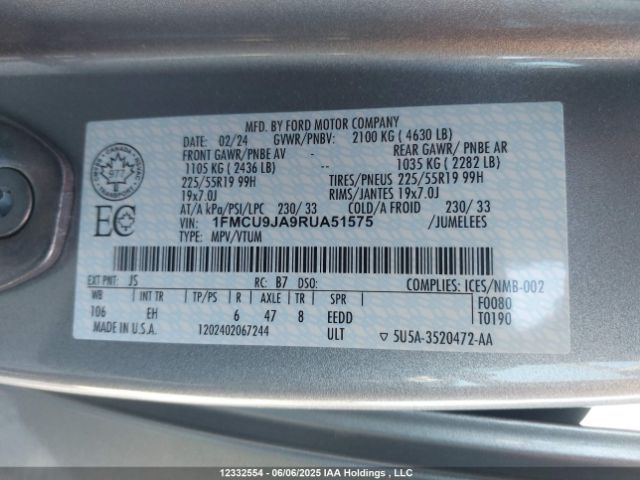 MFD. BY FORD MOTOR COMPANY
DATE: 02/24 GVWR/PNBV: 2100 KG ( 4630 LB)
FRONT GAWR/PNBE AV - REAR GAWR/ PNBE AR
1105 KG ( 2436 LB) -- 1035 KG ( 2282 LB)
225/55R19 99H TIRES/PNEUS 225/55R19 99H
19x7.0J RIMS/JANTES 19x7.0J
AT/A kPa/PSI/LPC 230/ 33 COLD/A FROID 230/ 33
VIN: 1FMCU9JA9RUA51575 /JUMELEES
TYPE: MPV/VTUM
CANADA
977
TRANSPORT
EC
EXT PNT: JS RC: B7 DSO: COMPLIES: ICES/NMB-002
WB INT TR TP/PS R AXLE TR SPR F0080
106 EH 6 47 8 EEDD T0190
MADE IN U.S.A. 1202402067244 ULT ▽ 5U5A-3520472-AA
12332554 - 06/06/2025 IAA Holdings , LLC